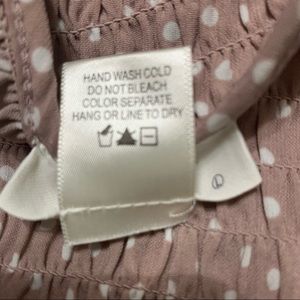 HAND WASH COLD
DO NOT BLEACH
COLOR SEPARATE
HANG OR LINE TO DRY
L